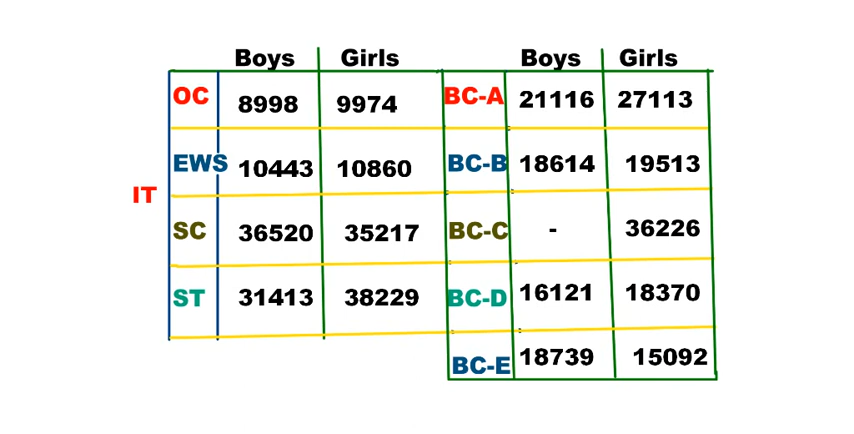 Boys Girls Boys Girls
OC 8998 9974 BC-A 21116 27113
EWS 10443 10860 BC-B 18614 19513
IT
SC 36520 35217 BC-C - 36226
ST 31413 38229 BC-D 16121 18370
BC-E 18739 15092